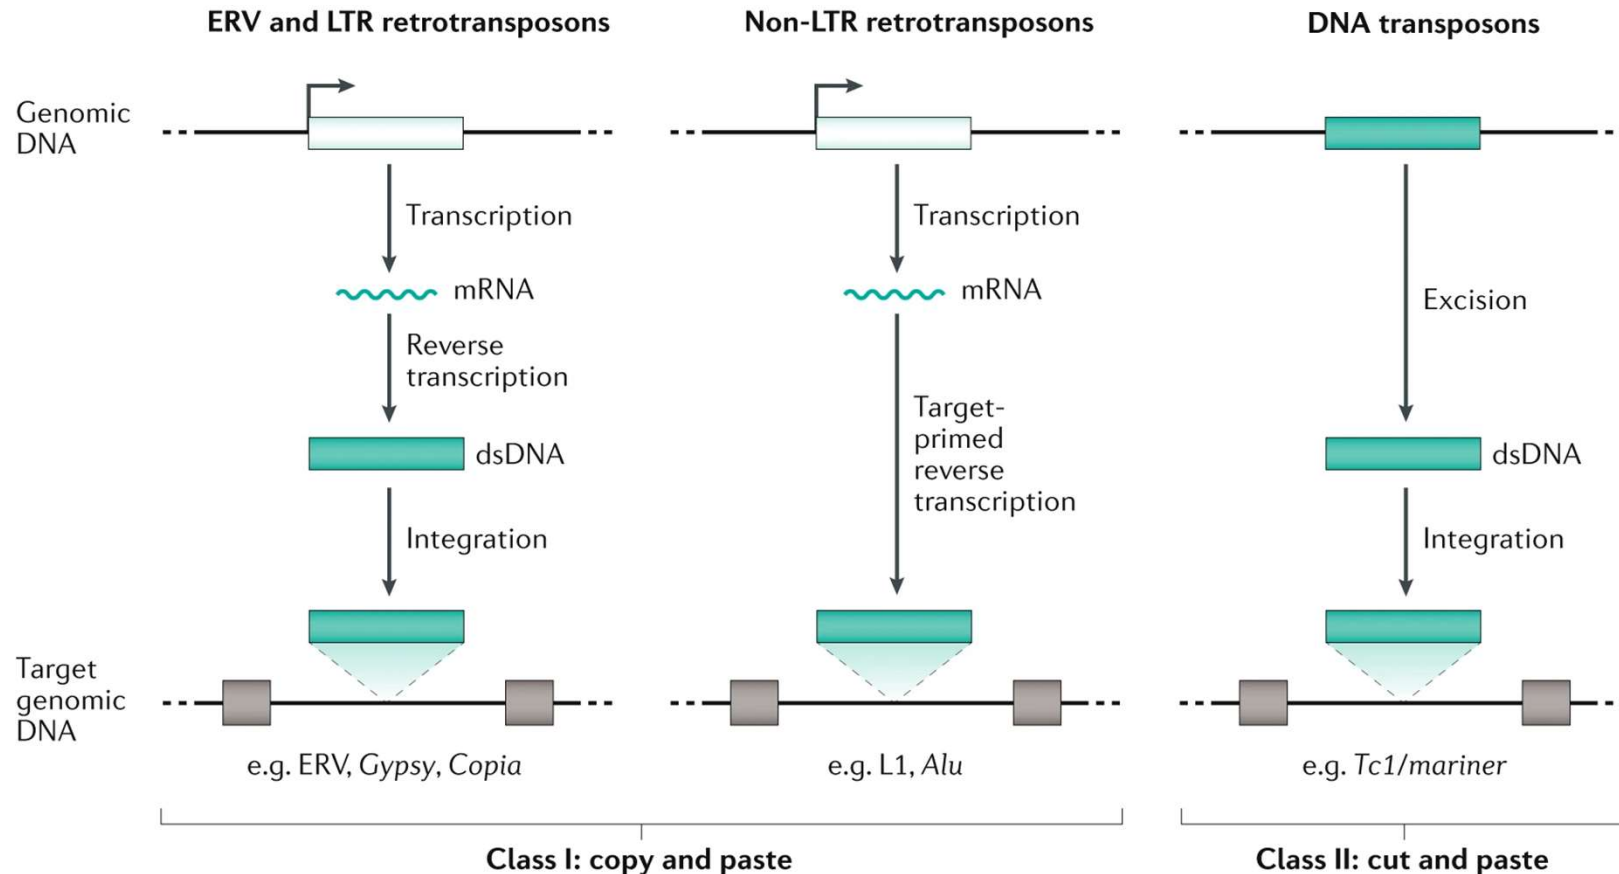 ERV and LTR retrotransposons
Non-LTR retrotransposons
DNA transposons
Genomic
DNA
Transcription
mRNA
Reverse
transcription
dsDNA
Integration
Transcription
mRNA
Target-
primed
reverse
transcription
Excision
dsDNA
Integration
Target
genomic
DNA
e.g. ERV, Gypsy, Copia
e.g. L1, Alu
e.g. Tc1/mariner
Class I: copy and paste
Class II: cut and paste